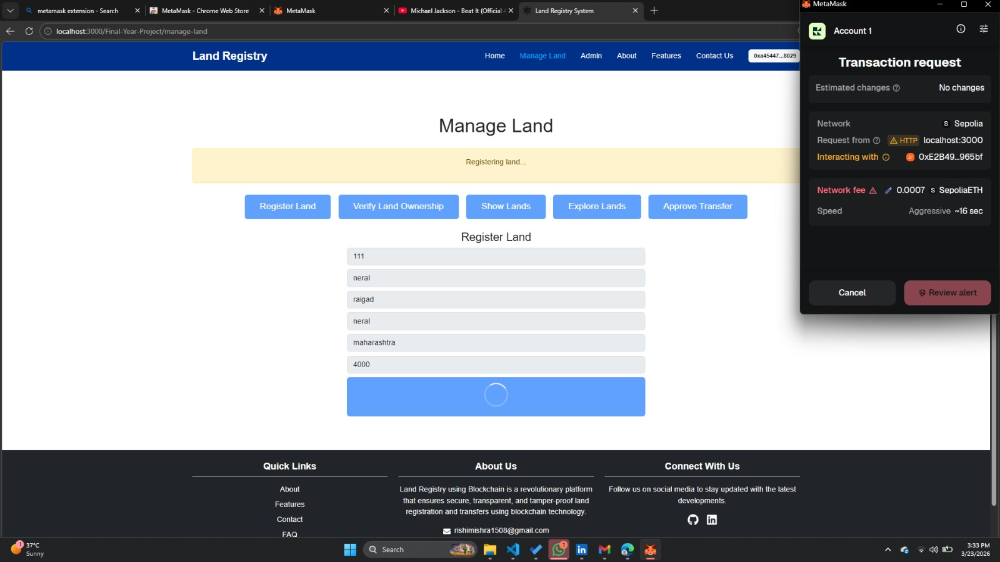 metamask extension - Search
MetaMask - Chrome Web Store
MetaMask
Michael Jackson - Beat It (Official
Land Registry System
MetaMask
localhost:3000/Final-Year-Project/manage-land
Land Registry
Home
Manage Land
Admin
About
Features
Contact Us
0xa45447...8029
Manage Land
Registering land...
Register Land
Verify Land Ownership
Show Lands
Explore Lands
Approve Transfer
Register Land
111
neral
raigad
neral
maharashtra
4000
Account 1
Transaction request
Estimated changes
No changes
Network
S Sepolia
Request from
HTTP localhost:3000
Interacting with
0xE2B49...965bf
Network fee
0.0007 S SepoliaETH
Speed
Aggressive ~16 sec
Cancel
Review alert
Quick Links
About
Features
Contact
FAQ
About Us
Land Registry using Blockchain is a revolutionary platform
that ensures secure, transparent, and tamper-proof land
registration and transfers using blockchain technology.
rishimishra1508@gmail.com
Connect With Us
Follow us on social media to stay updated with the latest
developments.
1
37°C
Sunny
Search
1
3:33 PM
3/23/2026